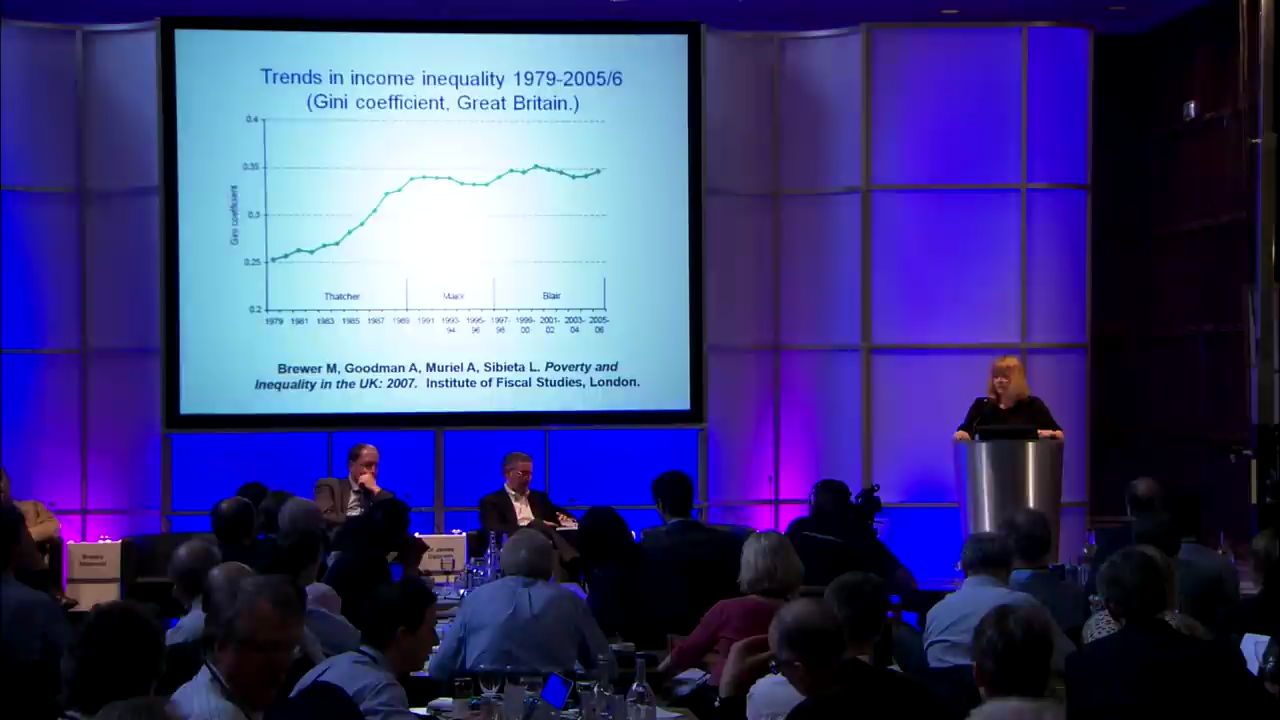 Trends in income inequality 1979-2005/6
(Gini coefficient, Great Britain.)
0.4
0.35
0.3
0.25
0.2
Gini coefficient
Thatcher Major Blair
1979 1981 1983 1985 1987 1989 1991 1993-94 1995-96 1997-98 1999-00 2001-02 2003-04 2005-06
Brewer M, Goodman A, Muriel A, Sibieta L. Poverty and
Inequality in the UK: 2007. Institute of Fiscal Studies, London.